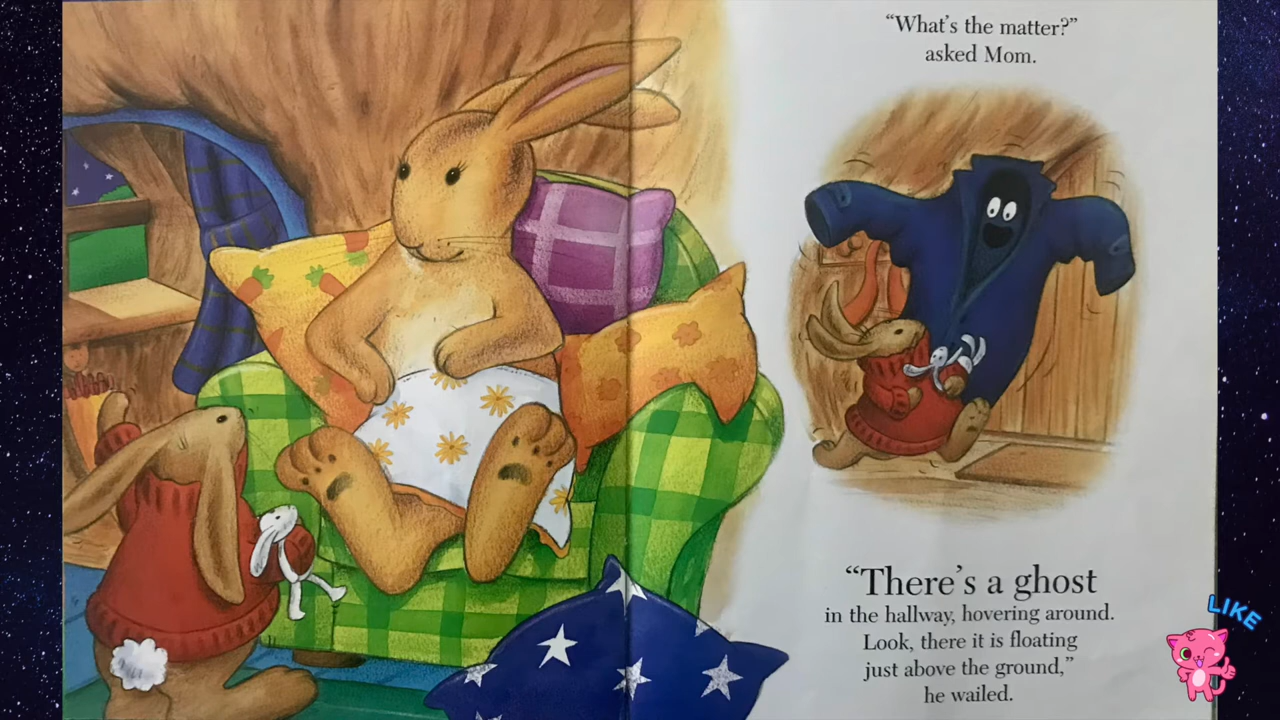 “What’s the matter?”
asked Mom.
“There’s a ghost
in the hallway, hovering around.
Look, there it is floating
just above the ground,”
he wailed.
LIKE